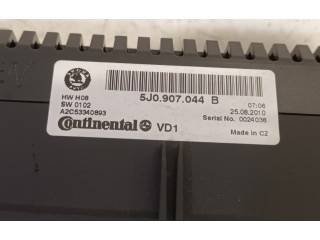 5J0.907.044 B
HW H08
SW 0102
A2C53340893
07:06
25.08.2010
Serial No. 0024036
Continental VD1
Made in CZ